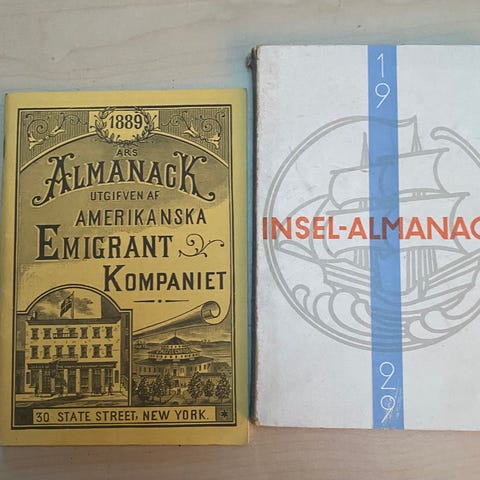 1889
ÅRS
ALMANACK
UTGIFVEN AF
AMERIKANSKA
EMIGRANT
KOMPANIET
30 STATE STREET, NEW YORK.
19
INSEL-ALMANAC
29